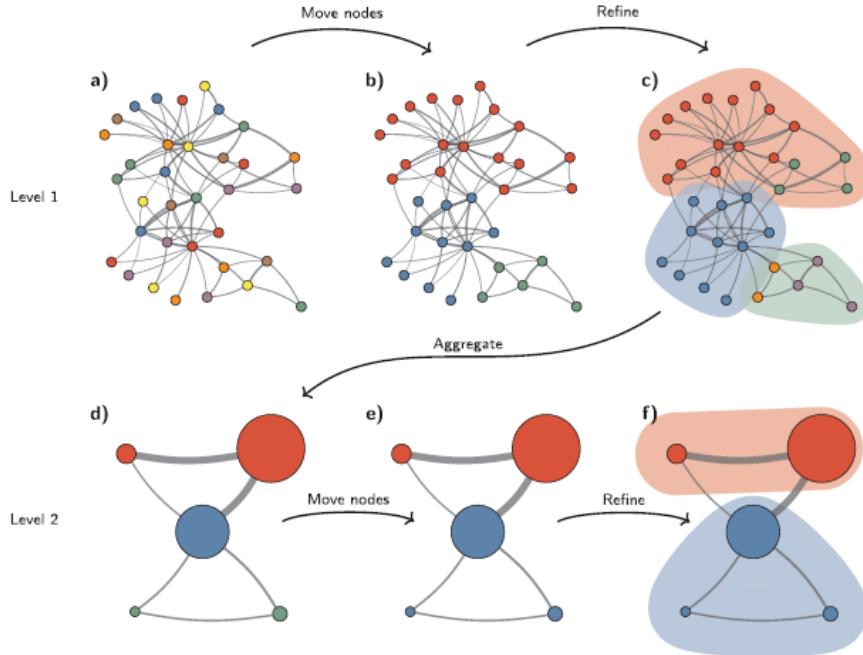 Move nodes
Refine
a)
b)
c)
Level 1
Aggregate
d)
e)
f)
Move nodes
Refine
Level 2